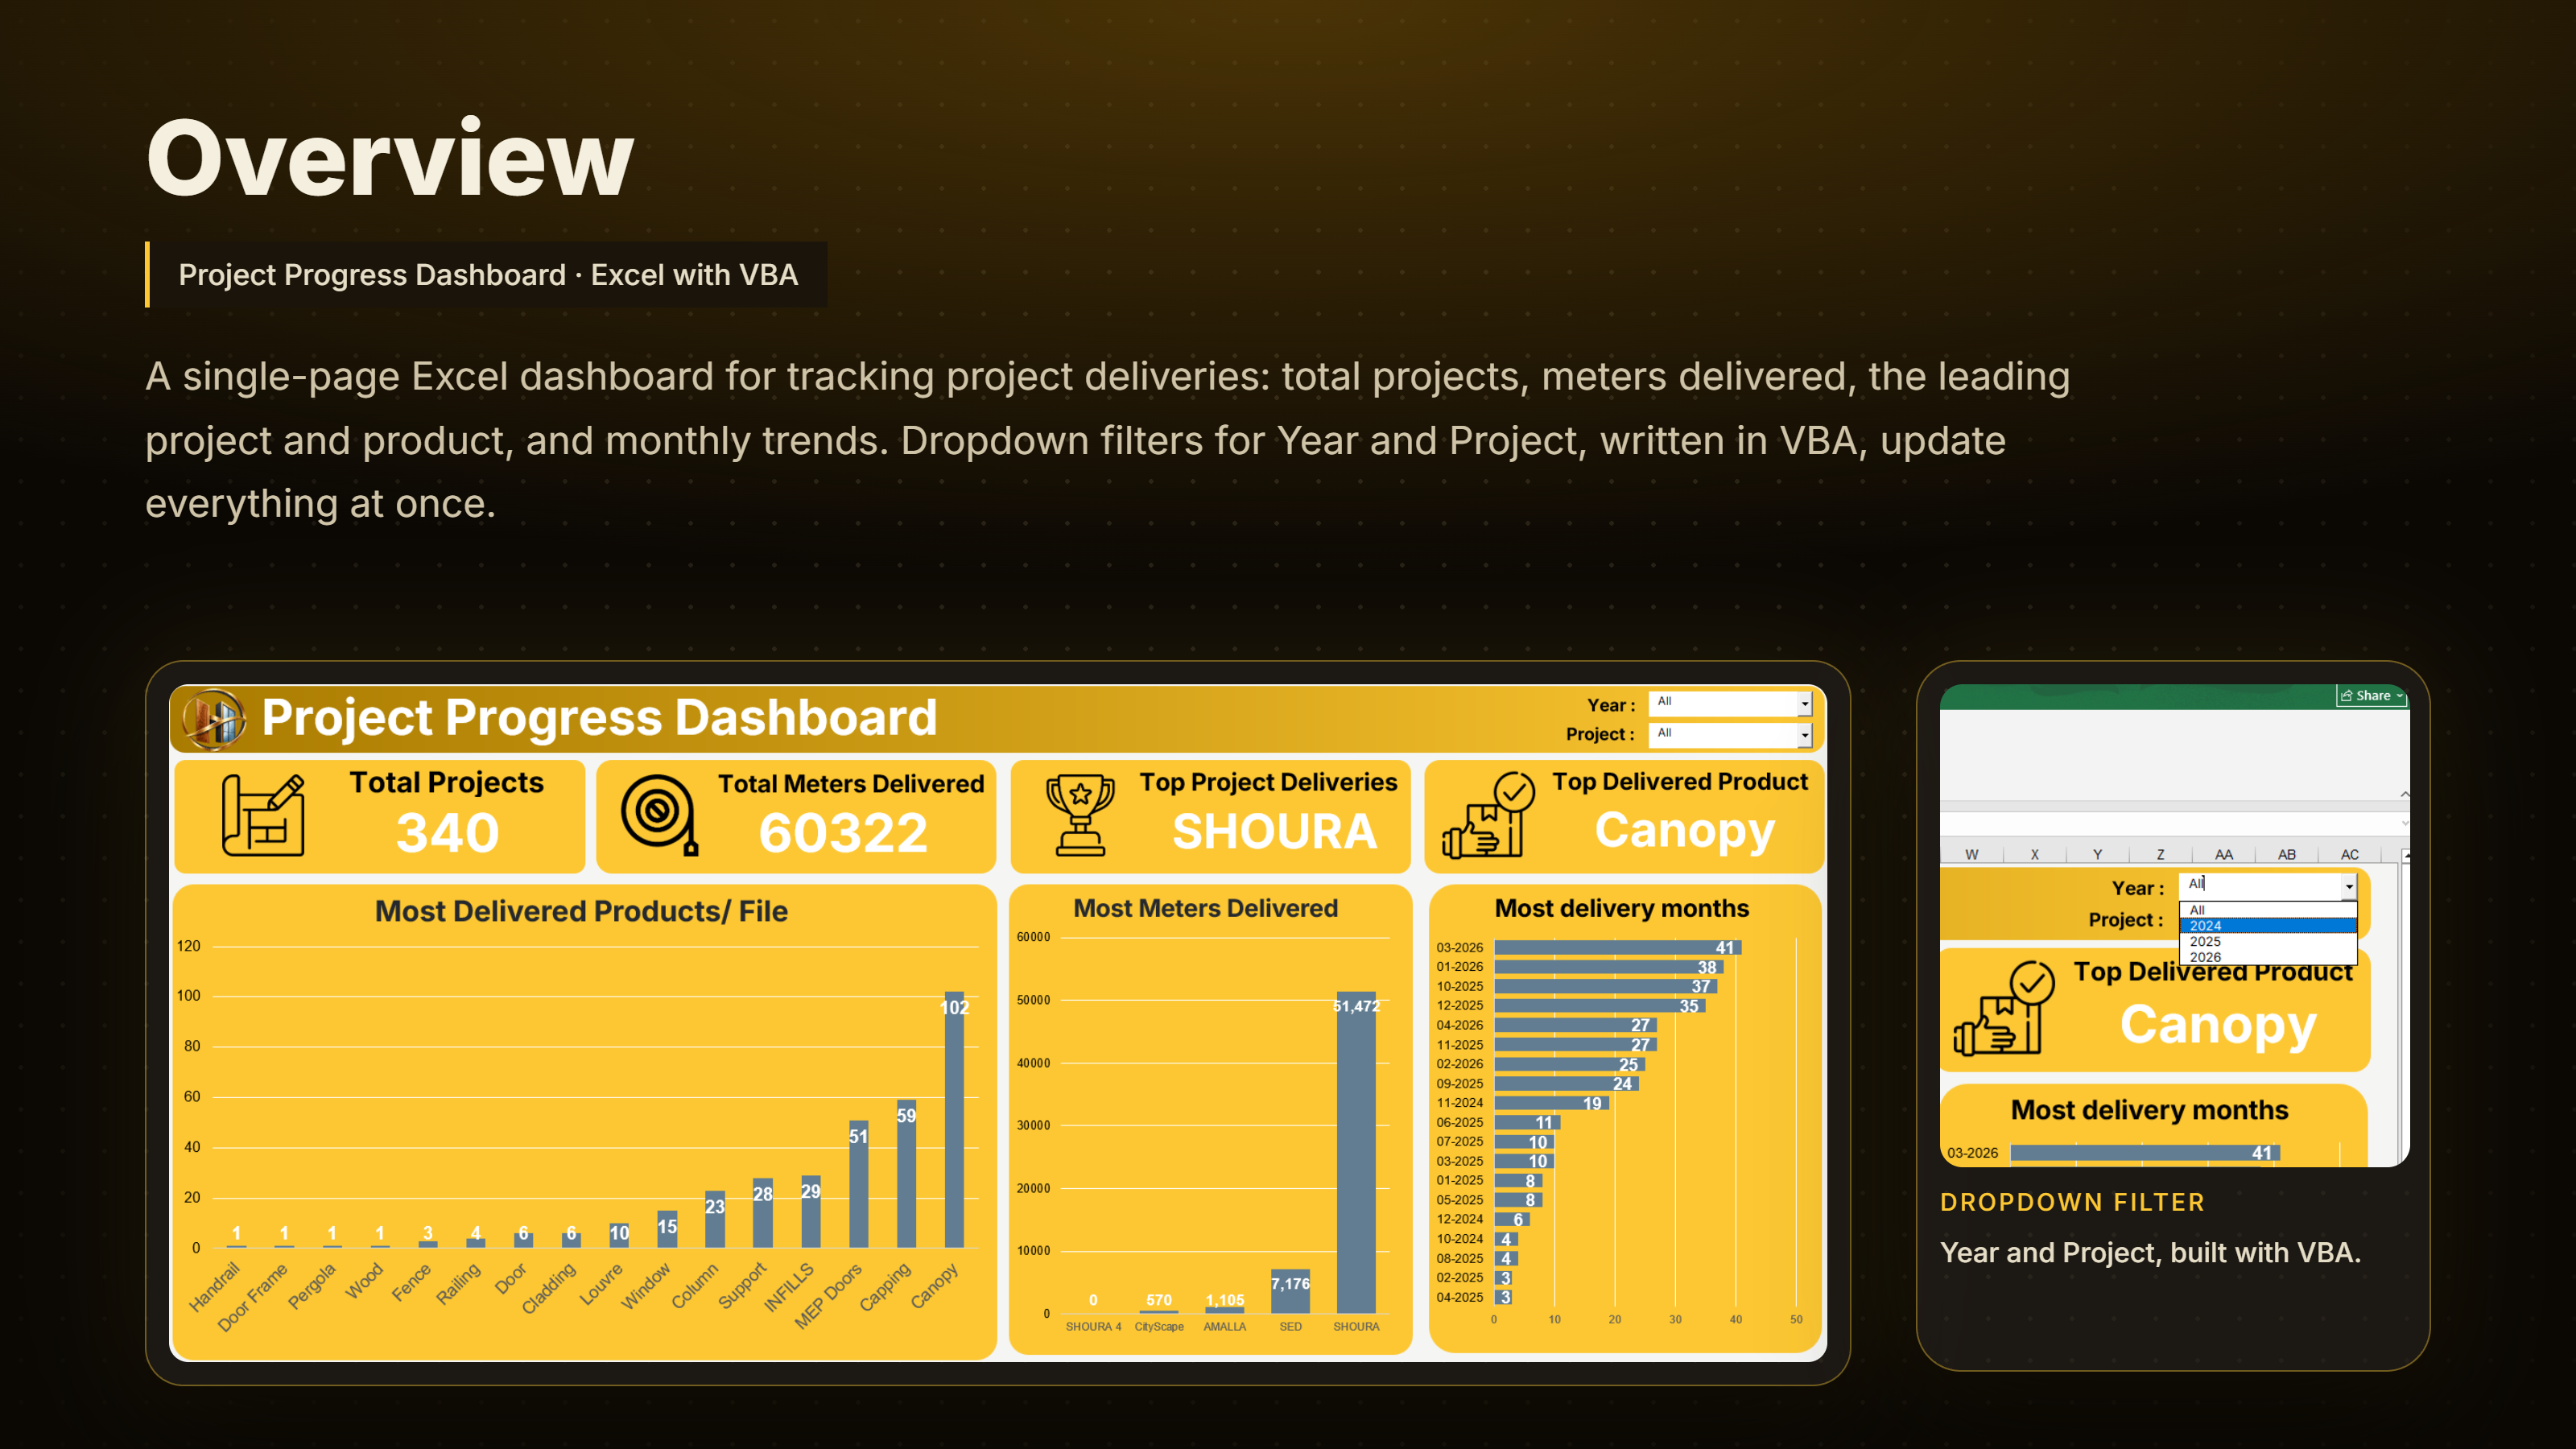 Overview
Project Progress Dashboard · Excel with VBA
A single-page Excel dashboard for tracking project deliveries: total projects, meters delivered, the leading
project and product, and monthly trends. Dropdown filters for Year and Project, written in VBA, update
everything at once.
Project Progress Dashboard
Year :
All
Project :
All
Total Projects
340
Total Meters Delivered
60322
Top Project Deliveries
SHOURA
Top Delivered Product
Canopy
Most Delivered Products/ File
120
100
80
60
40
20
0
1
1
1
1
3
4
6
6
10
15
23
28
29
51
59
102
Handrail
Door Frame
Pergola
Wood
Fence
Railing
Door
Cladding
Louvre
Window
Column
Support
INFILLS
MEP Doors
Capping
Canopy
Most Meters Delivered
60000
50000
40000
30000
20000
10000
0
0
570
1,105
7,176
51,472
SHOURA 4
CityScape
AMALLA
SED
SHOURA
Most delivery months
03-2026 41
01-2026 38
10-2025 37
12-2025 35
04-2026 27
11-2025 27
02-2026 25
09-2025 24
11-2024 19
06-2025 11
07-2025 10
03-2025 10
01-2025 8
05-2025 8
12-2024 6
10-2024 4
08-2025 4
02-2025 3
04-2025 3
0 10 20 30 40 50
Share
W X Y Z AA AB AC
Year :
All
Project :
All
2024
2025
2026
Top Delivered Product
Canopy
Most delivery months
03-2026 41
DROPDOWN FILTER
Year and Project, built with VBA.